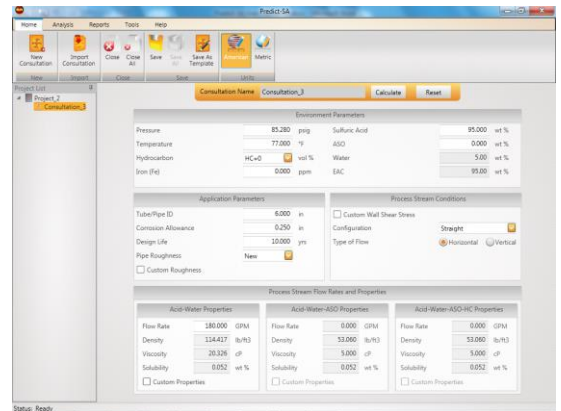 Predict-SA
Home Analysis Reports Tools Help
New Consultation Import Consultation Close Close All Save Save All Save As Template American Metric
New Import Close Save Units
Project List
Project_2
Consultation_3
Consultation Name Consultation_3 Calculate Reset
Environment Parameters
Pressure 85.280 psig Sulfuric Acid 95.000 wt %
Temperature 77.000 °F ASO 0.000 wt %
Hydrocarbon HC=0 vol % Water 5.00 wt %
Iron (Fe) 0.000 ppm EAC 95.00 wt %
Application Parameters Process Stream Conditions
Tube/Pipe ID 6.000 in Custom Wall Shear Stress
Corrosion Allowance 0.250 in Configuration Straight
Design Life 10.000 yrs Type of Flow Horizontal Vertical
Pipe Roughness New
Custom Roughness
Process Stream Flow Rates and Properties
Acid-Water Properties Acid-Water-ASO Properties Acid-Water-ASO-HC Properties
Flow Rate 180.000 GPM Flow Rate 0.000 GPM Flow Rate 0.000 GPM
Density 114.417 lb/ft3 Density 53.060 lb/ft3 Density 53.060 lb/ft3
Viscosity 20.326 cP Viscosity 5.000 cP Viscosity 5.000 cP
Solubility 0.052 wt % Solubility 0.052 wt % Solubility 0.052 wt %
Custom Properties Custom Properties Custom Properties
Status: Ready